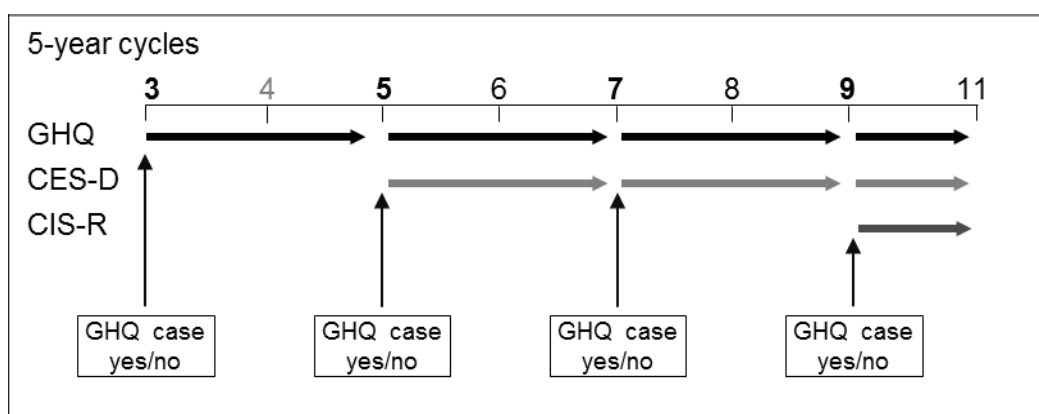 5-year cycles
3 4 5 6 7 8 9 11
GHQ
CES-D
CIS-R
GHQ case
yes/no
GHQ case
yes/no
GHQ case
yes/no
GHQ case
yes/no